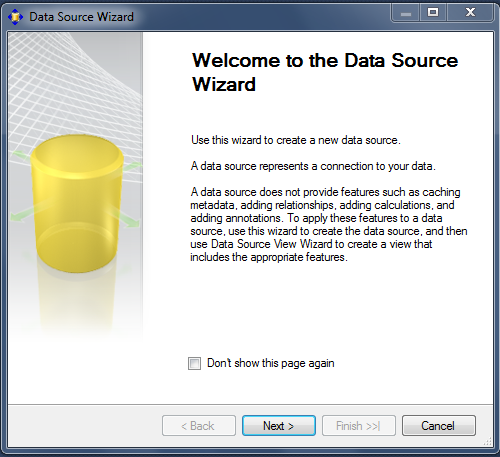 Data Source Wizard
Welcome to the Data Source
Wizard
Use this wizard to create a new data source.
A data source represents a connection to your data.
A data source does not provide features such as caching
metadata, adding relationships, adding calculations, and
adding annotations. To apply these features to a data
source, use this wizard to create the data source, and then
use Data Source View Wizard to create a view that
includes the appropriate features.
Don't show this page again
< Back
Next >
Finish >>|
Cancel